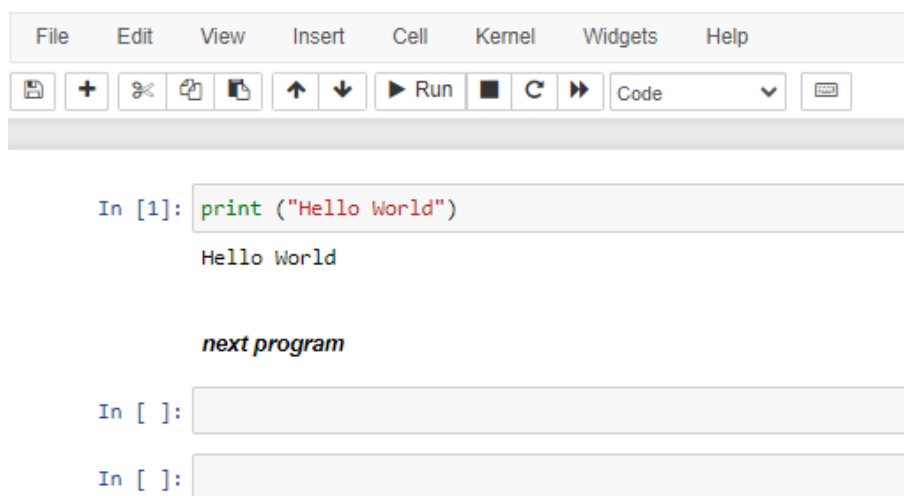 File Edit View Insert Cell Kernel Widgets Help
Run Code
In [1]: print ("Hello World")
Hello World
next program
In [ ]:
In [ ]: